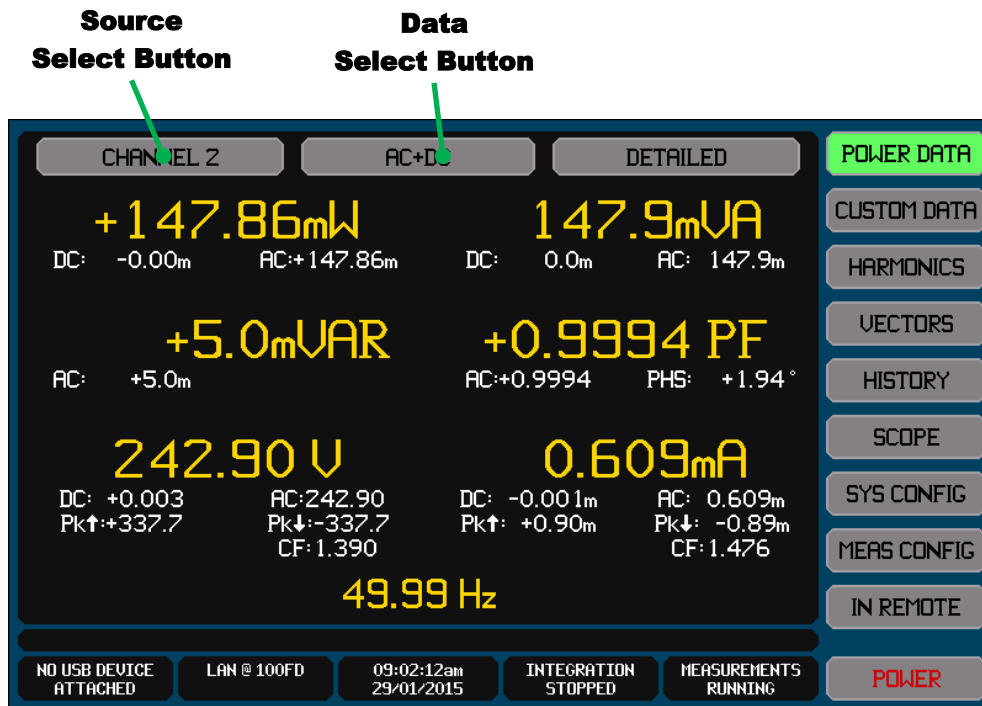 Source
Select Button
Data
Select Button
CHANNEL 2
AC+DC
DETAILED
+147.86mW
147.9mVA
DC: -0.00m
AC:+147.86m
DC: 0.0m
AC: 147.9m
+5.0mVAR
+0.9994 PF
AC: +5.0m
AC:+0.9994
PHS: +1.94°
242.90 V
0.609mA
DC: +0.003
AC:242.90
DC: -0.001m
AC: 0.609m
Pk↑:+337.7
Pk↓:-337.7
Pk↑: +0.90m
Pk↓: -0.89m
CF:1.390
CF:1.476
49.99 Hz
POWER DATA
CUSTOM DATA
HARMONICS
VECTORS
HISTORY
SCOPE
SYS CONFIG
MEAS CONFIG
IN REMOTE
POWER
NO USB DEVICE
ATTACHED
LAN @ 100FD
09:02:12am
29/01/2015
INTEGRATION
STOPPED
MEASUREMENTS
RUNNING